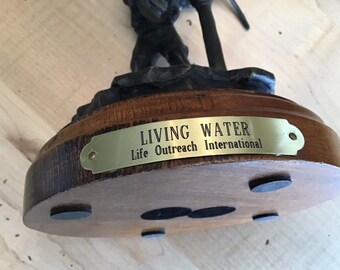 LIVING WATER
Life Outreach International